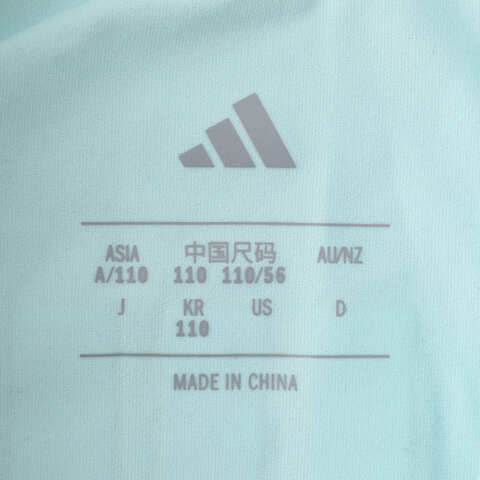 ASIA 中国尺码 AU/NZ
A/110 110 110/56
J KR US D
110
MADE IN CHINA